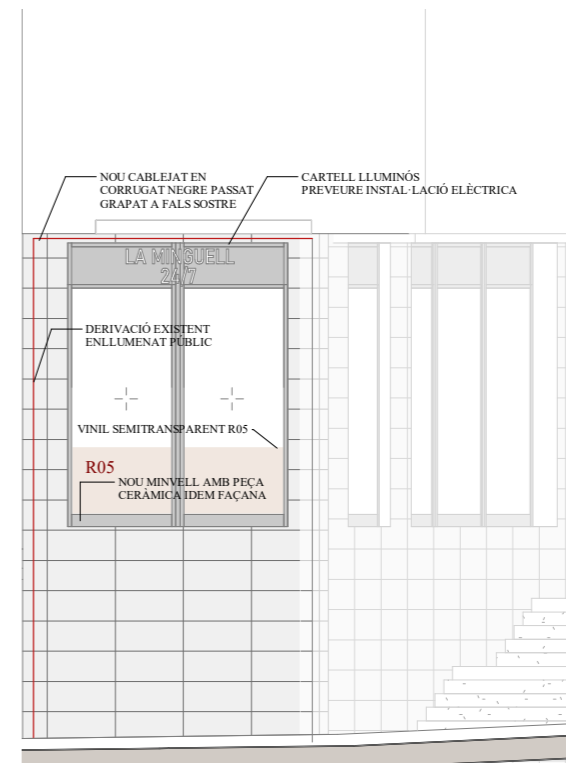 NOU CABLEJAT EN
CORRUGAT NEGRE PASSAT
GRAPAT A FALS SOSTRE
CARTELL LLUMINÓS
PREVEURE INSTAL·LACIÓ ELÈCTRICA
LA MINGUELL
24/7
DERIVACIÓ EXISTENT
ENLLUMENAT PÚBLIC
VINIL SEMITRANSPARENT R05
R05
NOU MINVELL AMB PEÇA
CERÀMICA IDEM FAÇANA